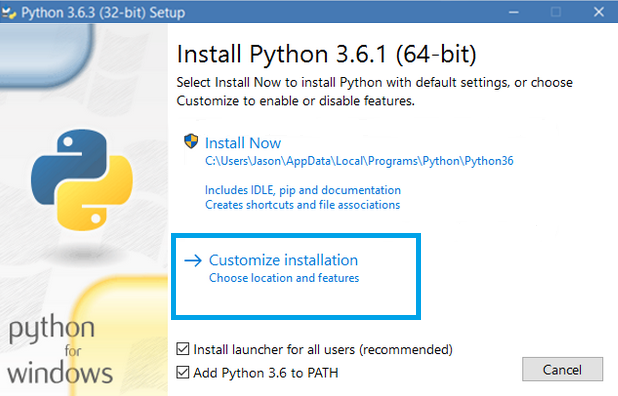 Python 3.6.3 (32-bit) Setup
Install Python 3.6.1 (64-bit)
Select Install Now to install Python with default settings, or choose
Customize to enable or disable features.
Install Now
C:\Users\Jason\AppData\Local\Programs\Python\Python36
Includes IDLE, pip and documentation
Creates shortcuts and file associations
Customize installation
Choose location and features
python
for
windows
Install launcher for all users (recommended)
Add Python 3.6 to PATH
Cancel